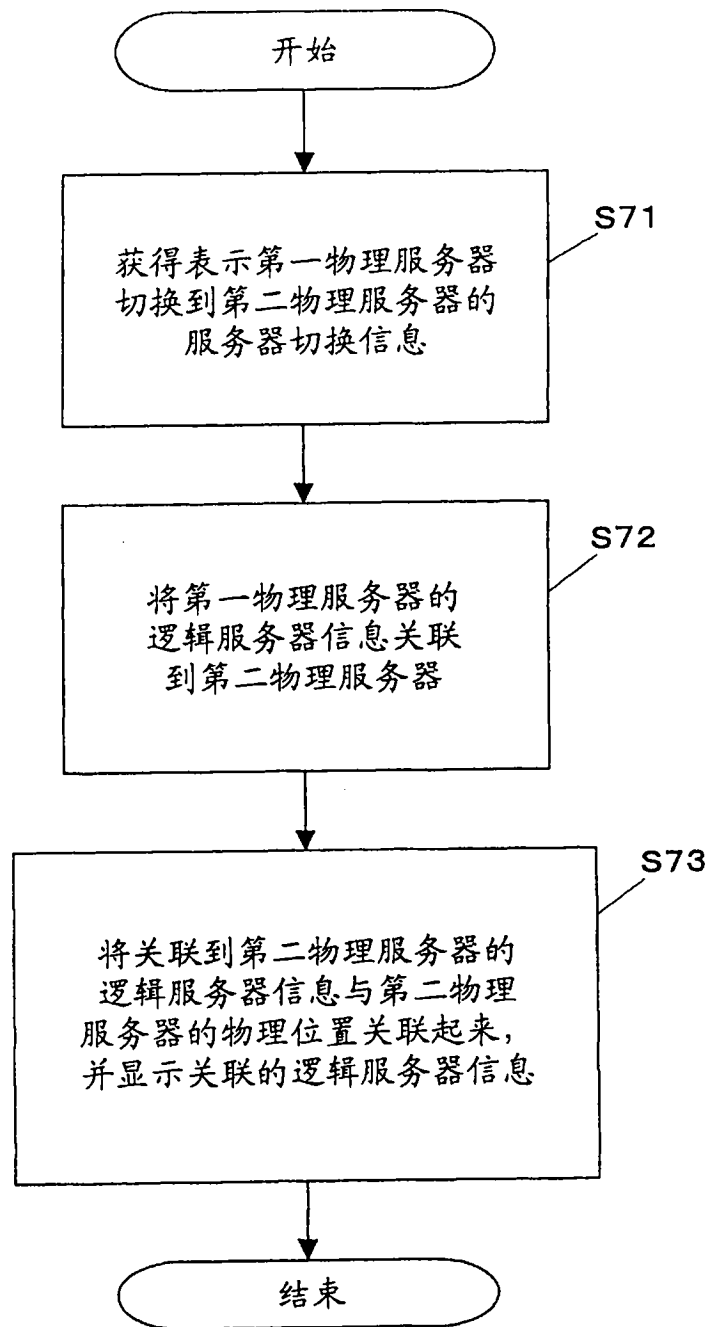 开始
S71
获得表示第一物理服务器
切换到第二物理服务器的
服务器切换信息
S72
将第一物理服务器的
逻辑服务器信息关联
到第二物理服务器
S73
将关联到第二物理服务器的
逻辑服务器信息与第二物理
服务器的物理位置关联起来，
并显示关联的逻辑服务器信息
结束